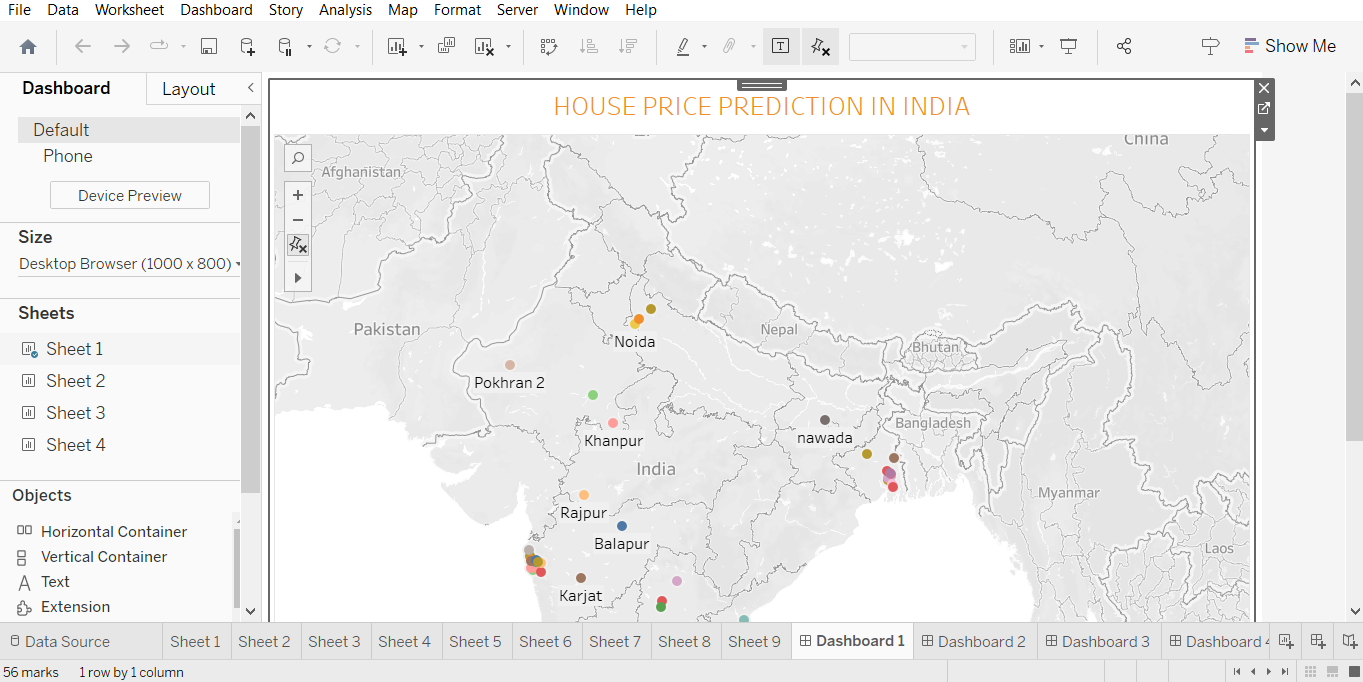 File Data Worksheet Dashboard Story Analysis Map Format Server Window Help
T
Show Me
Dashboard Layout
Default
Phone
Device Preview
Size
Desktop Browser (1000 x 800)
Sheets
Sheet 1
Sheet 2
Sheet 3
Sheet 4
Objects
Horizontal Container
Vertical Container
A Text
Extension
HOUSE PRICE PREDICTION IN INDIA
China
Afghanistan
Pakistan
Nepal
Noida
Bhutan
Pokhran 2
Bangladesh
Khanpur
nawada
India
Myanmar
Rajpur
Balapur
Laos
Karjat
Data Source Sheet 1 Sheet 2 Sheet 3 Sheet 4 Sheet 5 Sheet 6 Sheet 7 Sheet 8 Sheet 9 Dashboard 1 Dashboard 2 Dashboard 3 Dashboard 4
56 marks 1 row by 1 column